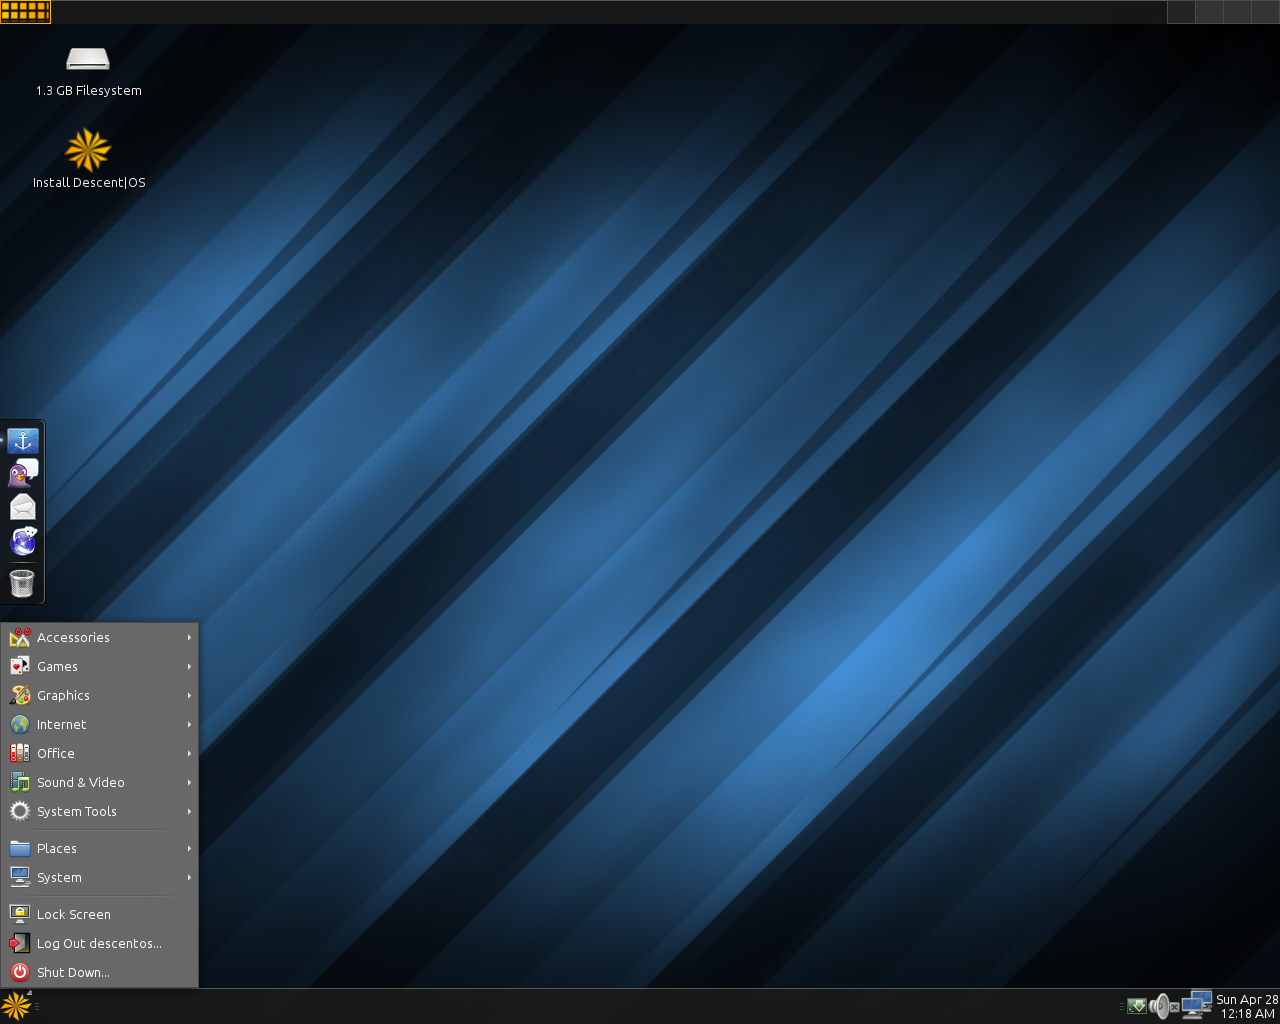 1.3 GB Filesystem
Install Descent|OS
Accessories
Games
Graphics
Internet
Office
Sound & Video
System Tools
Places
System
Lock Screen
Log Out descentos...
Shut Down...
Sun Apr 28
12:18 AM